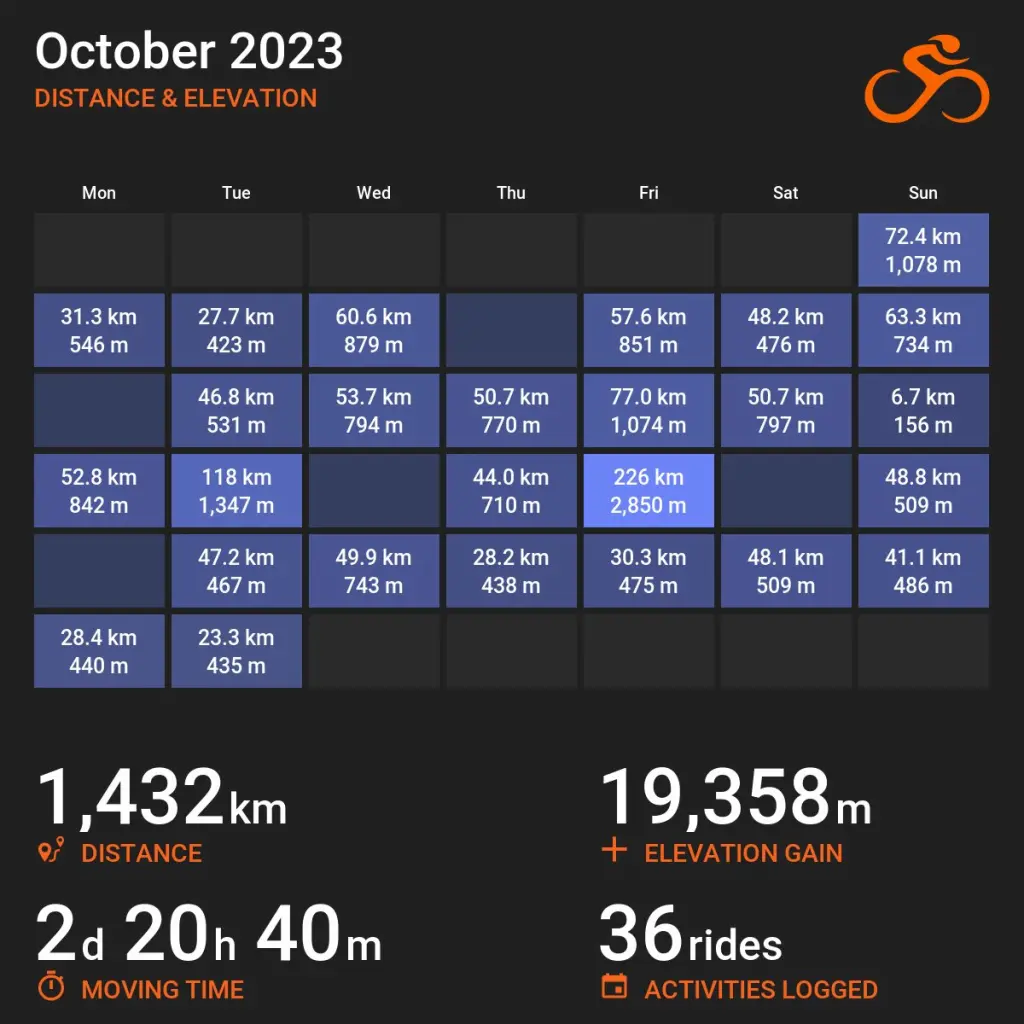 October 2023
DISTANCE & ELEVATION
Mon Tue Wed Thu Fri Sat Sun
72.4 km
1,078 m
31.3 km 27.7 km 60.6 km 57.6 km 48.2 km 63.3 km
546 m 423 m 879 m 851 m 476 m 734 m
46.8 km 53.7 km 50.7 km 77.0 km 50.7 km 6.7 km
531 m 794 m 770 m 1,074 m 797 m 156 m
52.8 km 118 km 44.0 km 226 km 48.8 km
842 m 1,347 m 710 m 2,850 m 509 m
47.2 km 49.9 km 28.2 km 30.3 km 48.1 km 41.1 km
467 m 743 m 438 m 475 m 509 m 486 m
28.4 km 23.3 km
440 m 435 m
1,432km 19,358m
DISTANCE ELEVATION GAIN
2d 20h 40m 36rides
MOVING TIME ACTIVITIES LOGGED